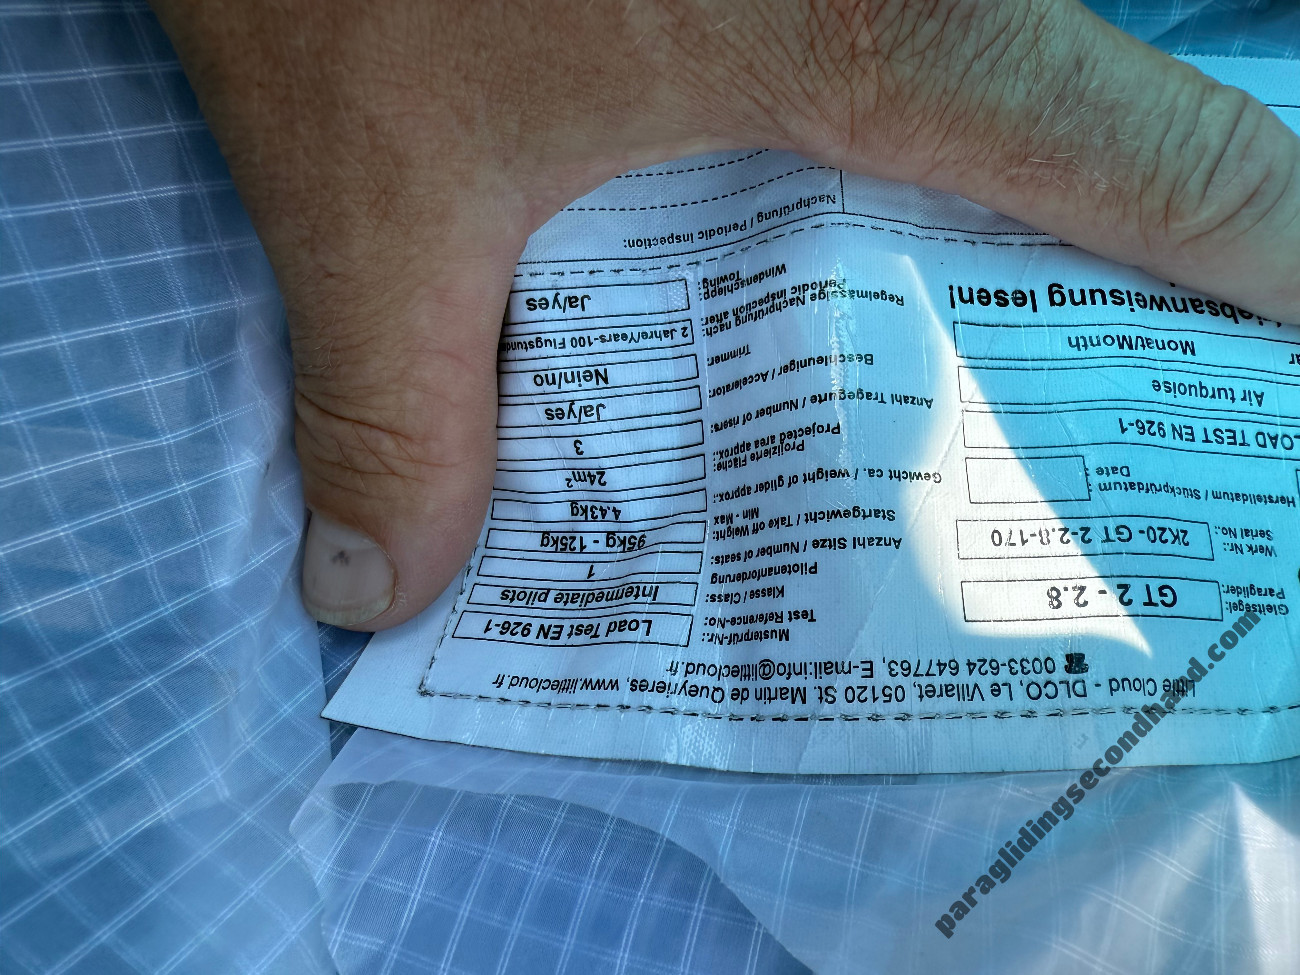 Little Cloud - DLCO, Le Villaret, 05120 St. Martin de Queyrieres, www.littlecloud.fr
☎ 0033-624 647763, E-mail:info@littlecloud.fr
Gleitsegel:
Paraglider:
GT 2 - 2.8
Werk Nr.:
Serial No.:
2K20- GT 2-2.8-170
Herstelldatum / Stückprüfdatum :
Date :
LOAD TEST EN 926-1
Air turquoise
Monat/Month
iebsanweisung lesen!
Musterprüf-Nr.:
Test Reference-No:
Load Test EN 926-1
Klasse / Class:
Pilotenanforderung
Intermediate pilots
Anzahl Sitze / Number of seats:
1
Startgewicht / Take off Weight:
Min - Max
95kg - 125kg
Gewicht ca. / weight of glider approx.:
4.43kg
Projizierte Fläche:
Projected area approx.:
24m²
Anzahl Tragegurte / Number of risers:
3
Beschleuniger / Accelerator:
Ja/yes
Trimmer:
Nein/no
Regelmässige Nachprüfung nach:
Periodic Inspection after:
2 Jahre/Years-100 Flugstund
Windenschlepp:
Towing
Ja/yes
Nachprüfung / Periodic Inspection:
paraglidingsecondhand.com